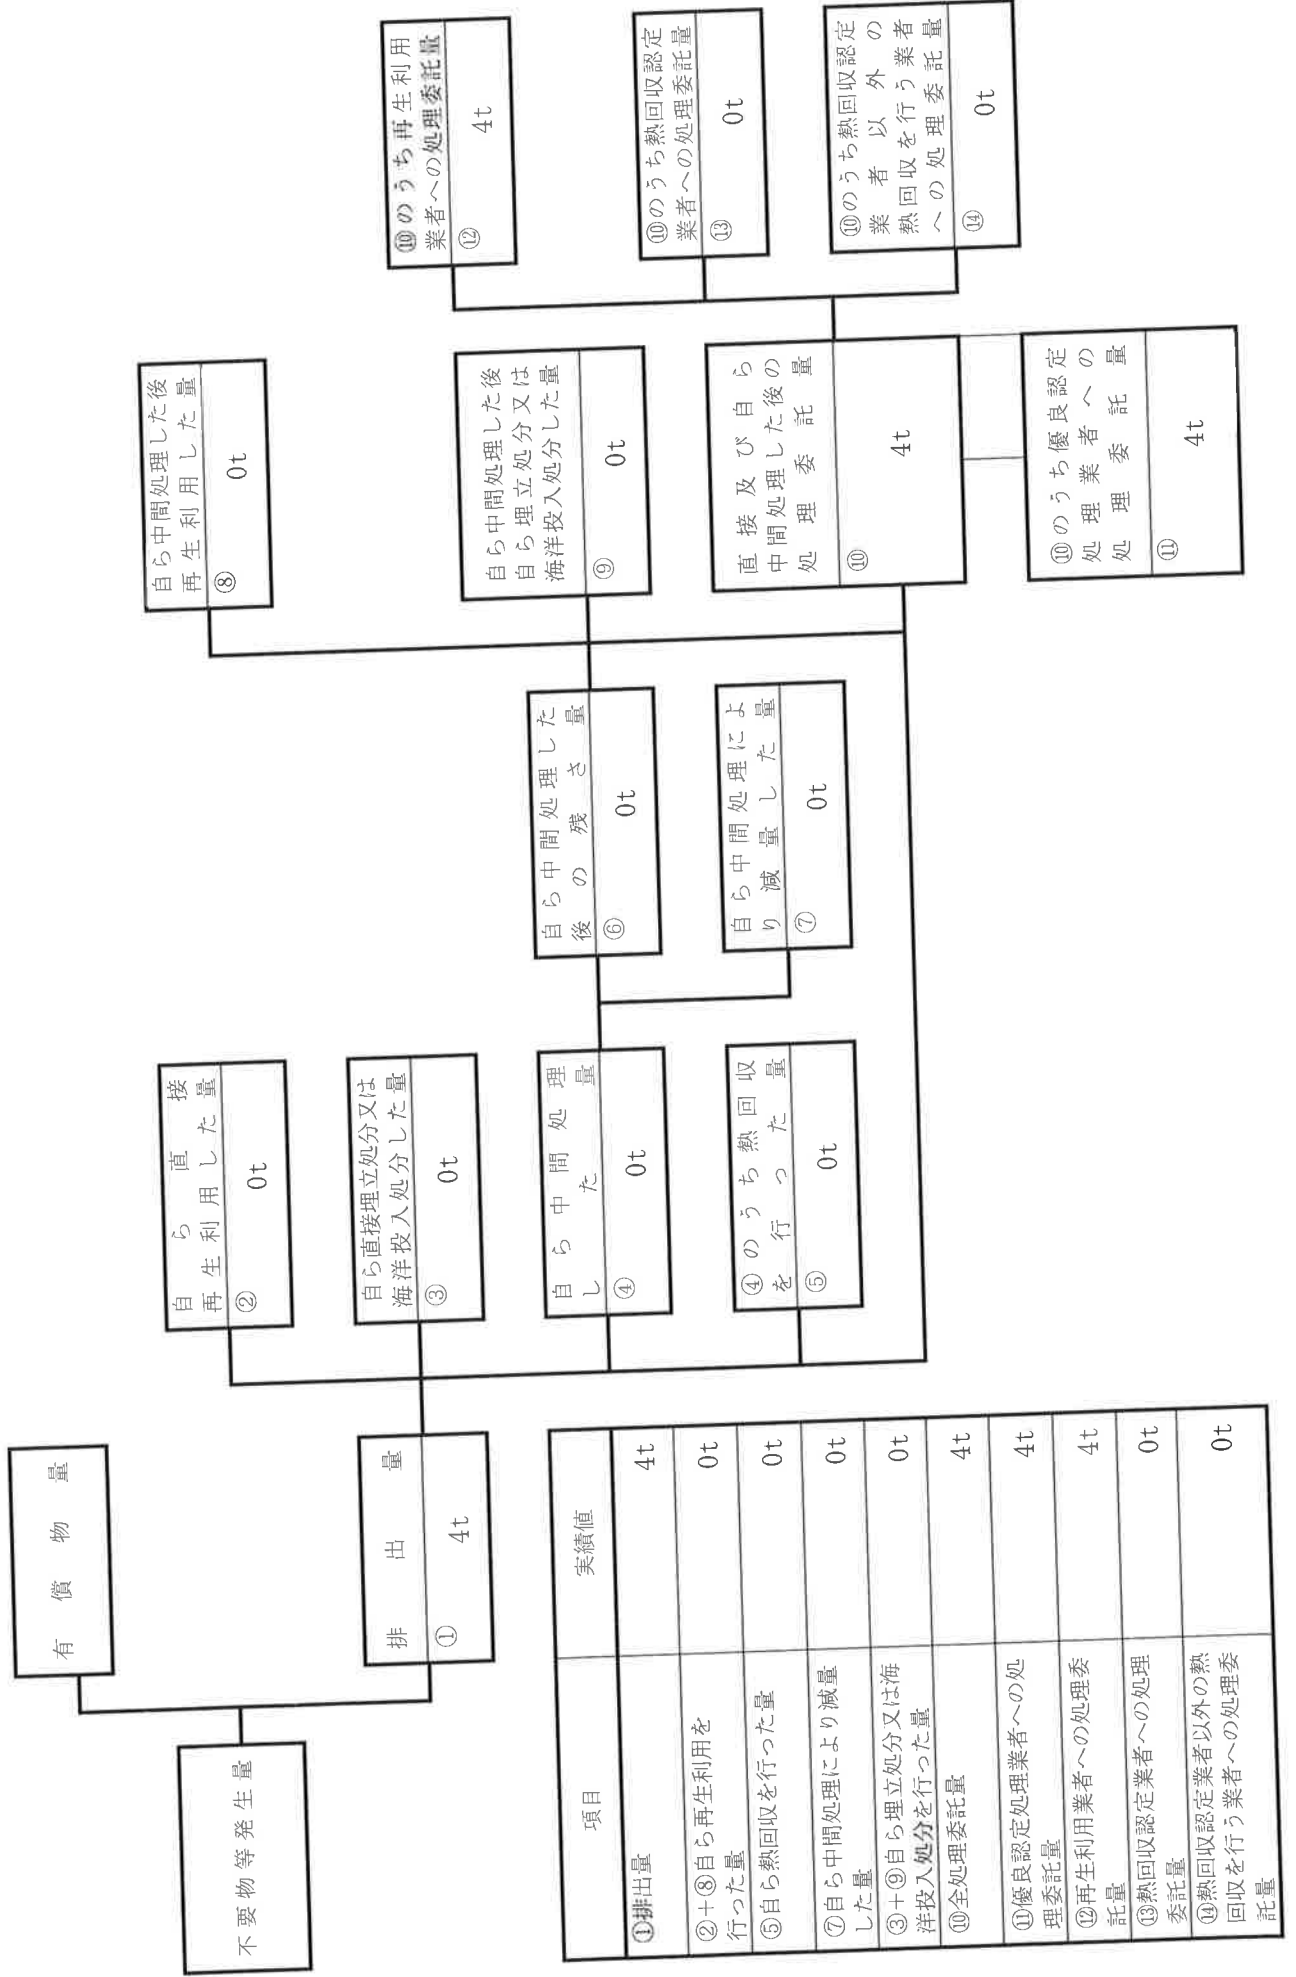 不要物等発生量
有償物量
排出量
①
4t
自ら直接
再生利用した量
②
0t
自ら直接埋立処分又は
海洋投入処分した量
③
0t
自ら中間処理
した量
④
0t
④のうち熱回収
を行った量
⑤
0t
自ら中間処理した
後の残さ量
⑥
0t
自ら中間処理によ
り減量した量
⑦
0t
自ら中間処理した後
再生利用した量
⑧
0t
自ら中間処理した後
自ら埋立処分又は
海洋投入処分した量
⑨
0t
直接及び自ら
中間処理した後の
処理委託量
⑩
4t
⑩のうち優良認定
処理業者への
処理委託量
⑪
4t
⑩のうち再生利用
業者への処理委託量
⑫
4t
⑩のうち熱回収認定
業者への処理委託量
⑬
0t
⑩のうち熱回収認定
業者以外の
熱回収を行う業者
への処理委託量
⑭
0t
項目 実績値
①排出量 4t
②+⑧自ら再生利用を
行った量 0t
⑤自ら熱回収を行った量 0t
⑦自ら中間処理により減量
した量 0t
③+⑨自ら埋立処分又は海
洋投入処分を行った量 0t
⑩全処理委託量 4t
⑪優良認定処理業者への処
理委託量 4t
⑫再生利用業者への処理委
託量 4t
⑬熱回収認定業者への処理
委託量 0t
⑭熱回収認定業者以外の熱
回収を行う業者への処理委
託量 0t